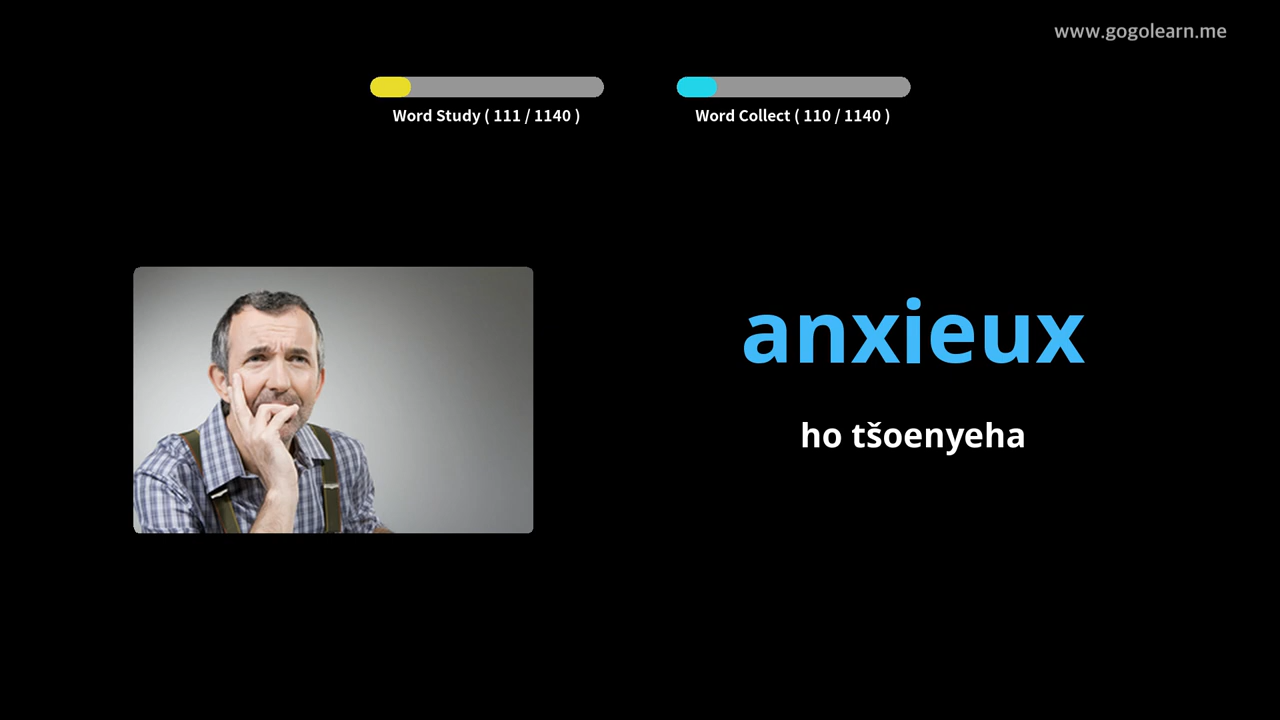 www.gogolearn.me
Word Study ( 111 / 1140 )
Word Collect ( 110 / 1140 )
anxieux
ho tšoenyeha